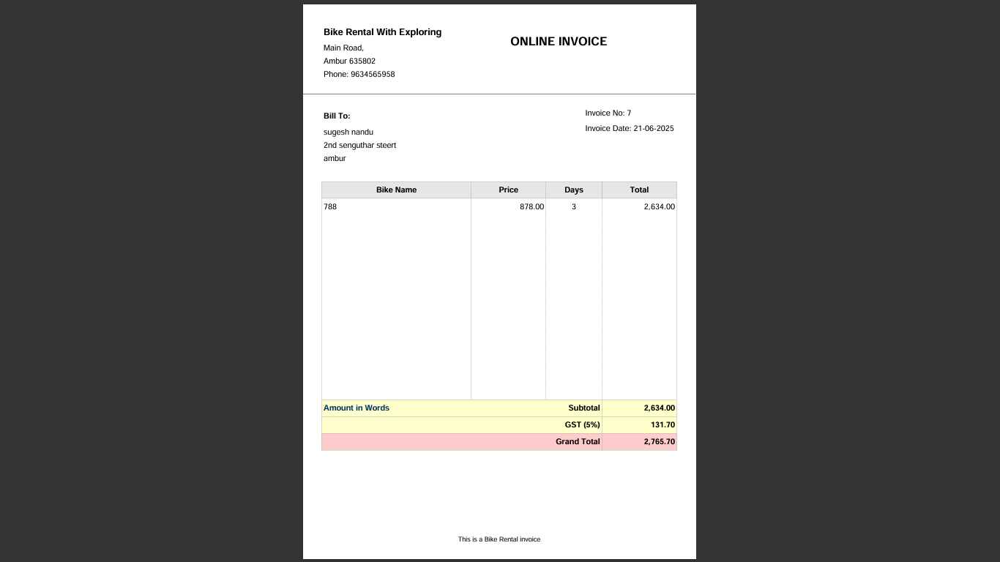 Bike Rental With Exploring
ONLINE INVOICE
Main Road,
Ambur 635802
Phone: 9634565958
Bill To:
sugesh nandu
2nd senguthar steert
ambur
Invoice No: 7
Invoice Date: 21-06-2025
Bike Name Price Days Total
788 878.00 3 2,634.00
Amount in Words Subtotal 2,634.00
GST (5%) 131.70
Grand Total 2,765.70
This is a Bike Rental invoice